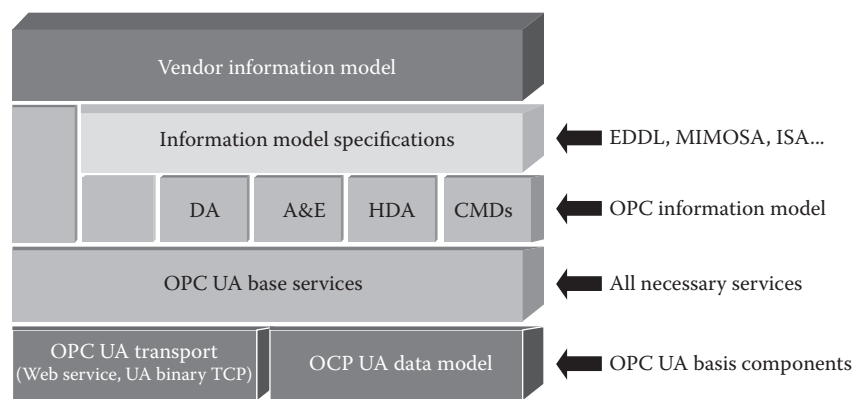 Vendor information model
Information model specifications
EDDL, MIMOSA, ISA...
DA
A&E
HDA
CMDs
OPC information model
OPC UA base services
All necessary services
OPC UA transport
(Web service, UA binary TCP)
OCP UA data model
OPC UA basis components